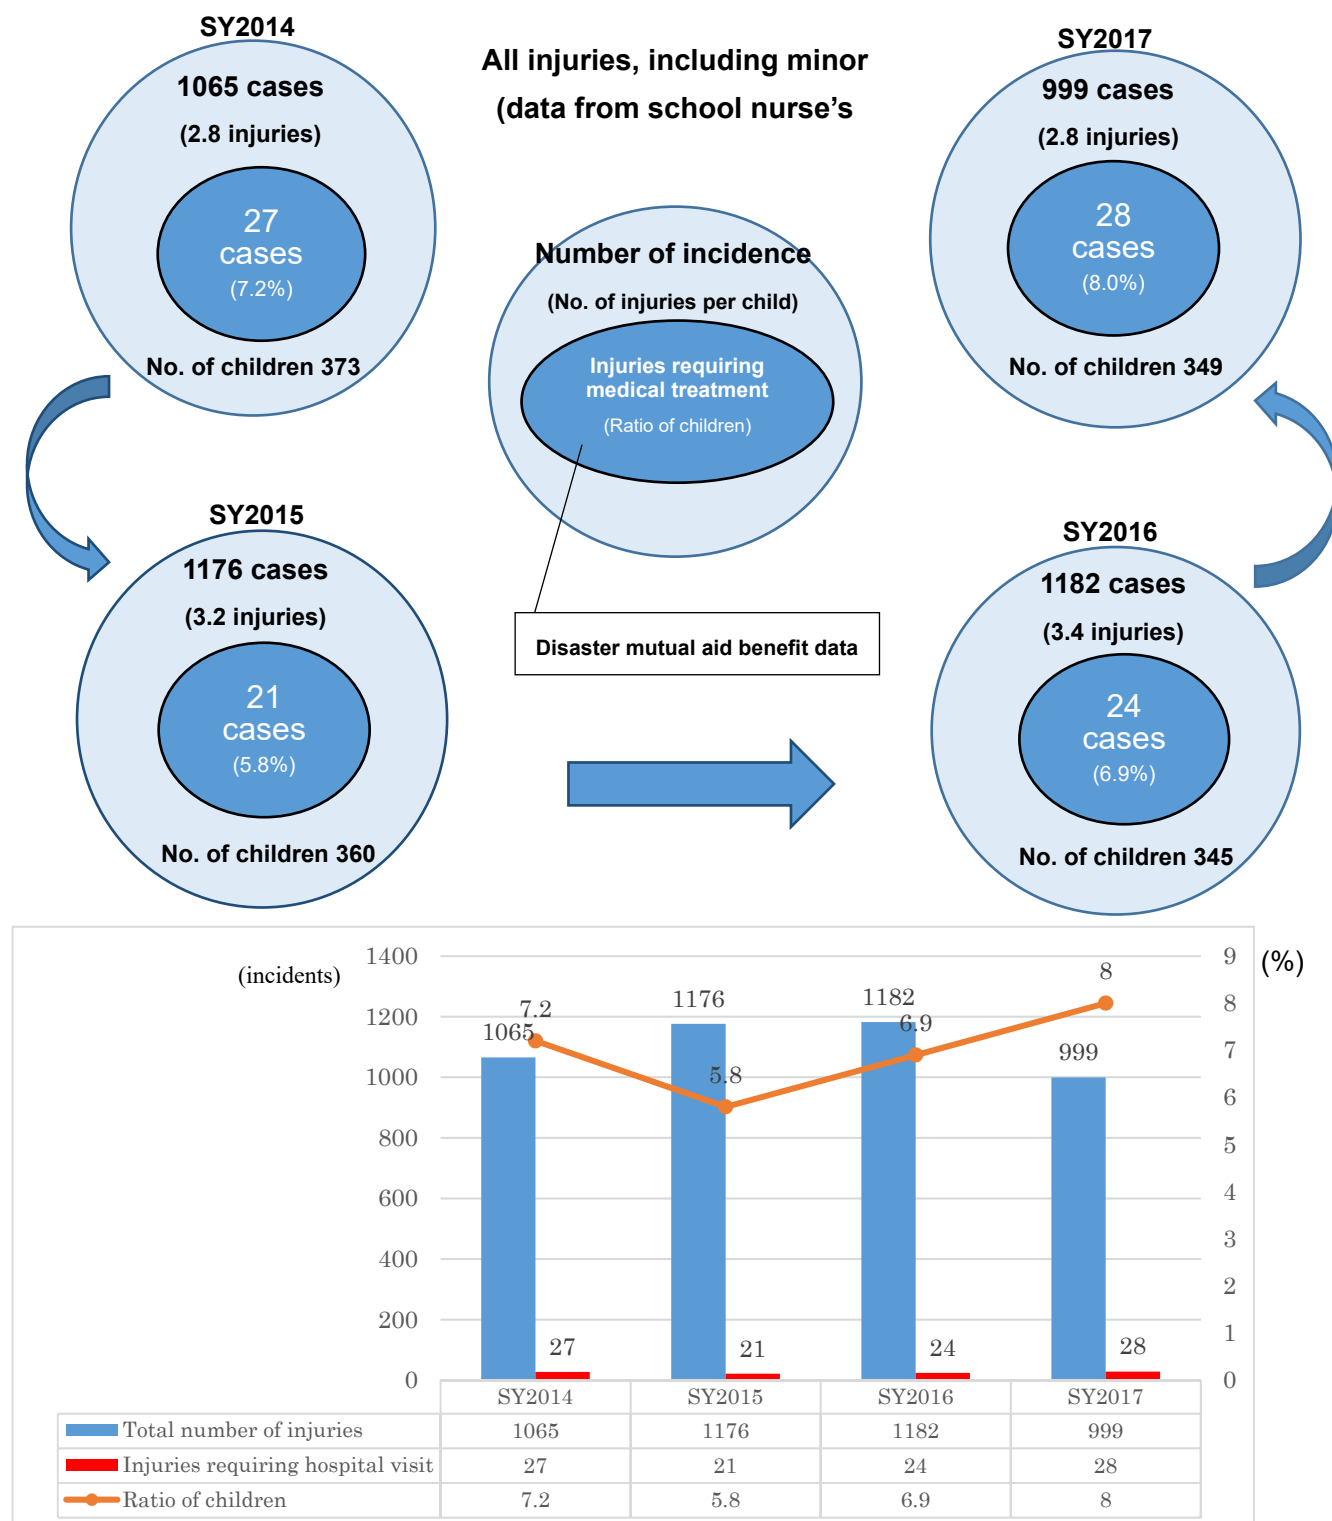 SY2014
1065 cases
(2.8 injuries)
27
cases
(7.2%)
No. of children 373
All injuries, including minor
(data from school nurse’s
SY2017
999 cases
(2.8 injuries)
28
cases
(8.0%)
No. of children 349
Number of incidence
(No. of injuries per child)
Injuries requiring
medical treatment
(Ratio of children)
Disaster mutual aid benefit data
SY2015
1176 cases
(3.2 injuries)
21
cases
(5.8%)
No. of children 360
SY2016
1182 cases
(3.4 injuries)
24
cases
(6.9%)
No. of children 345
(incidents)
(%)
1400
1200
1000
800
600
400
200
0
9
8
7
6
5
4
3
2
1
0
1065
7.2
1176
5.8
1182
6.9
999
8
27
21
24
28
SY2014 SY2015 SY2016 SY2017
Total number of injuries 1065 1176 1182 999
Injuries requiring hospital visit 27 21 24 28
Ratio of children 7.2 5.8 6.9 8